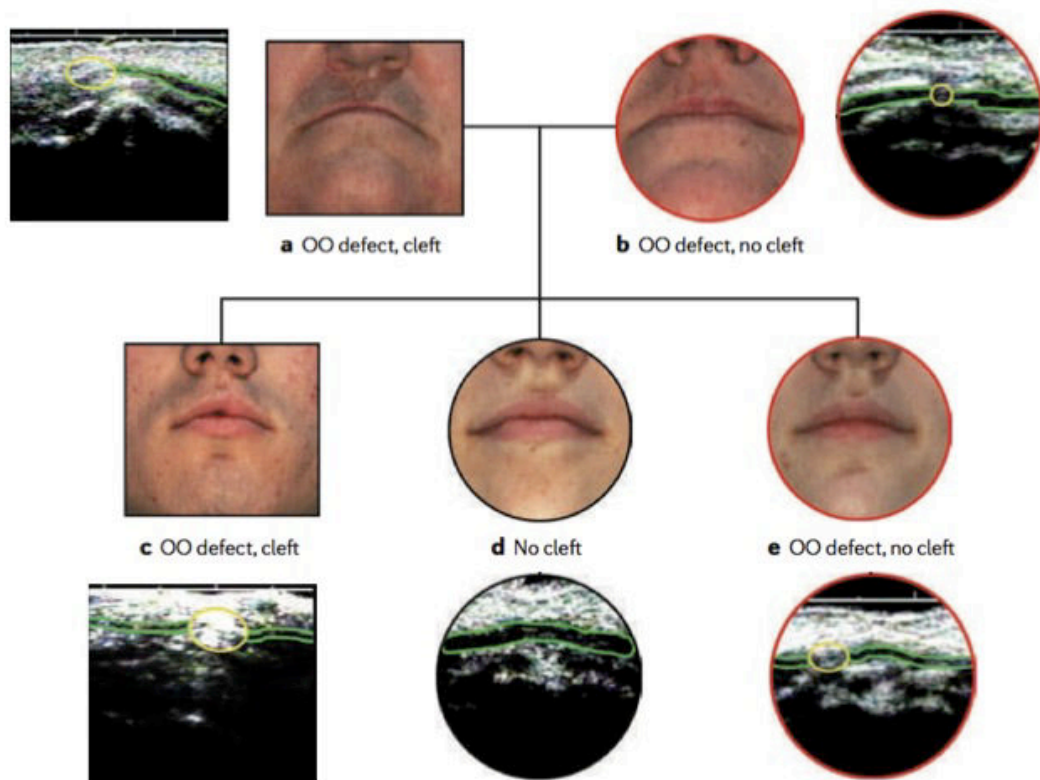 a OO defect, cleft
b OO defect, no cleft
c OO defect, cleft
d No cleft
e OO defect, no cleft